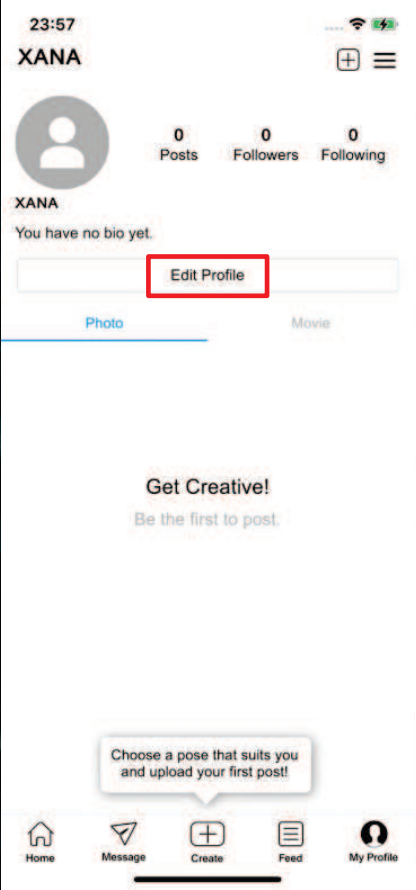 23:57
XANA
0 0 0
Posts Followers Following
XANA
You have no bio yet.
Edit Profile
Photo Movie
Get Creative!
Be the first to post.
Choose a pose that suits you
and upload your first post!
Home Message Create Feed My Profile